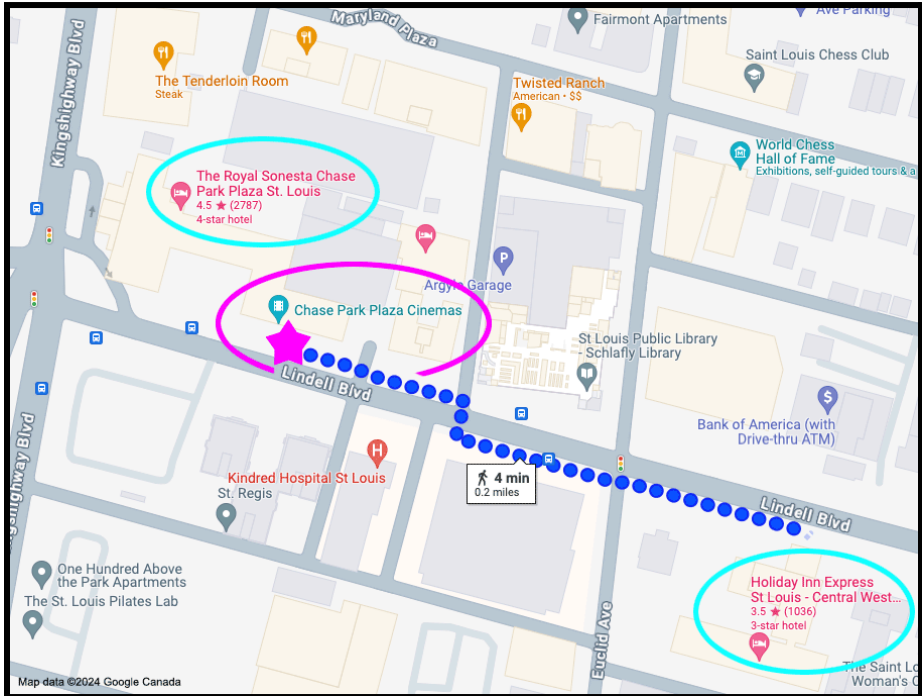 Maryland Plaza
Fairmont Apartments
Ave Parking
Kingshighway Blvd
The Tenderloin Room
Steak
Twisted Ranch
American • $$
Saint Louis Chess Club
World Chess
Hall of Fame
Exhibitions, self-guided tours & a
The Royal Sonesta Chase
Park Plaza St. Louis
4.5 ★ (2787)
4-star hotel
P
Argyle Garage
Chase Park Plaza Cinemas
St Louis Public Library
- Schlafly Library
Lindell Blvd
$
Bank of America (with
Drive-thru ATM)
H
Kindred Hospital St Louis
St. Regis
4 min
0.2 miles
Lindell Blvd
gshighway Blvd
One Hundred Above
the Park Apartments
The St. Louis Pilates Lab
Holiday Inn Express
St Louis - Central West...
3.5 ★ (1036)
3-star hotel
Euclid Ave
The Saint Lo
Woman's C
Map data ©2024 Google Canada